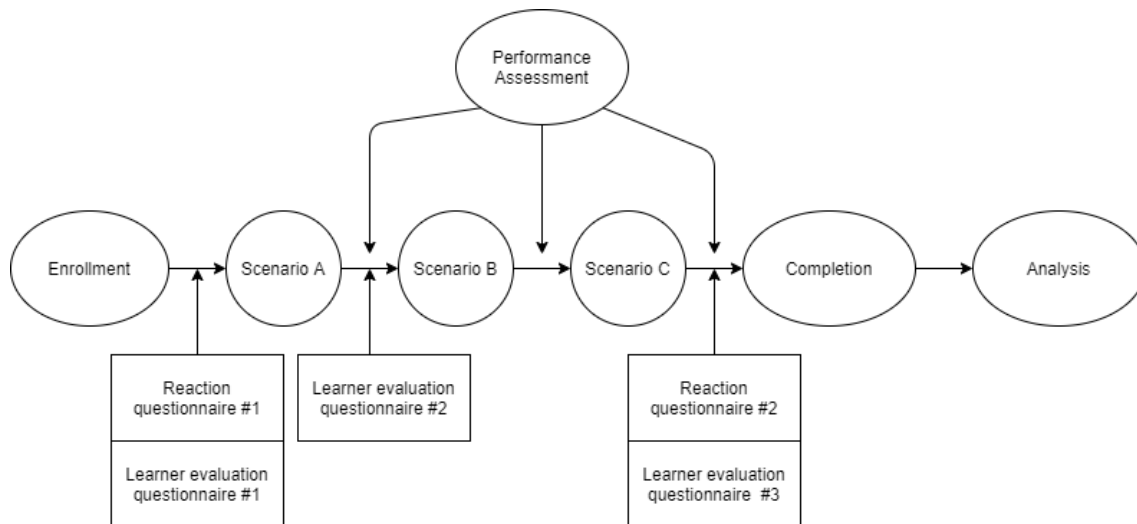 Performance
Assessment
Enrollment
Scenario A
Scenario B
Scenario C
Completion
Analysis
Reaction
questionnaire #1
Learner evaluation
questionnaire #1
Learner evaluation
questionnaire #2
Reaction
questionnaire #2
Learner evaluation
questionnaire #3